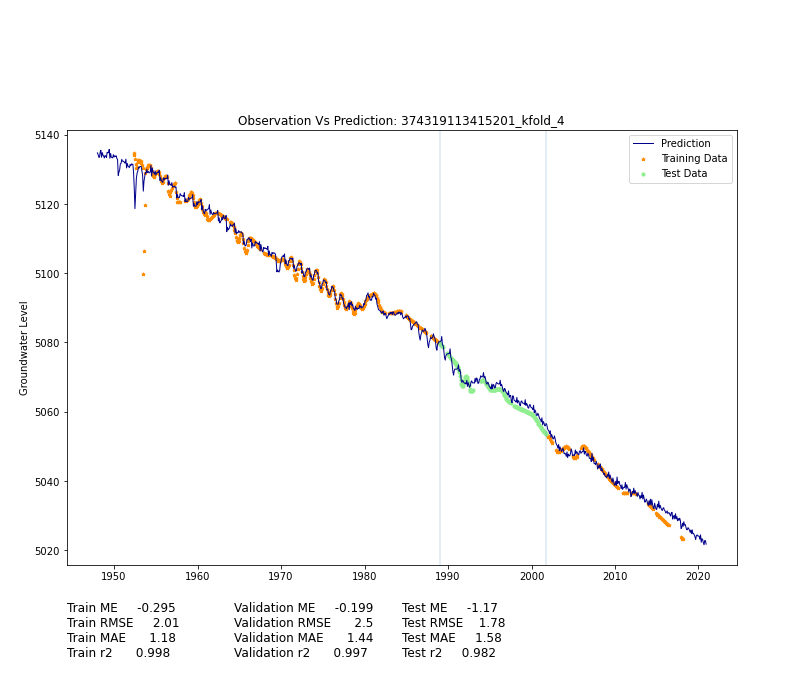 Observation Vs Prediction: 374319113415201_kfold_4
Prediction
Training Data
Test Data
Groundwater Level
5140
5120
5100
5080
5060
5040
5020
1950 1960 1970 1980 1990 2000 2010 2020
Train ME -0.295 Validation ME -0.199 Test ME -1.17
Train RMSE 2.01 Validation RMSE 2.5 Test RMSE 1.78
Train MAE 1.18 Validation MAE 1.44 Test MAE 1.58
Train r2 0.998 Validation r2 0.997 Test r2 0.982